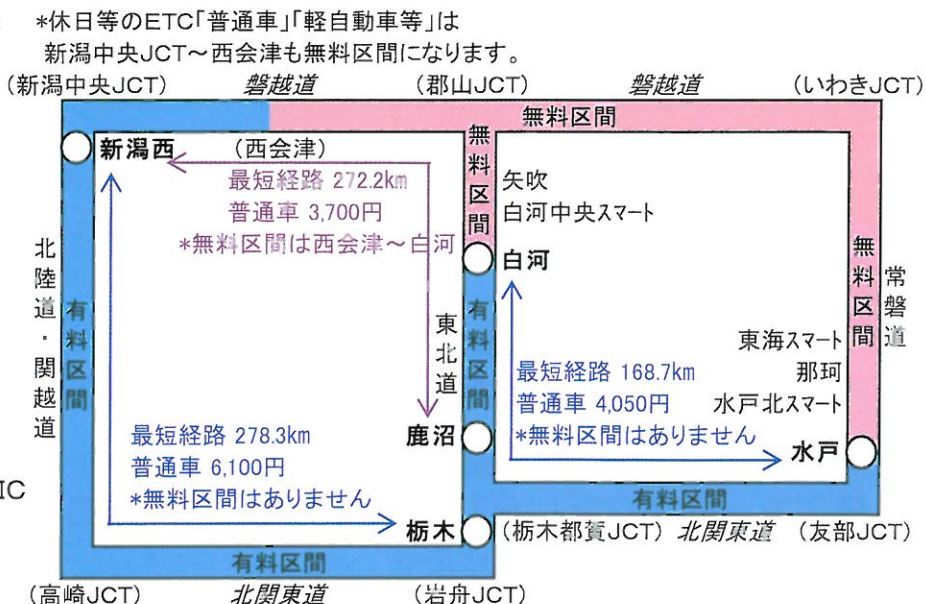 *休日等のETC「普通車」「軽自動車等」は
新潟中央JCT～西会津も無料区間になります。
(新潟中央JCT) 磐越道 (郡山JCT) 磐越道 (いわきJCT)
無料区間
新潟西 (西会津)
無料区間
最短経路 272.2km
普通車 3,700円
*無料区間は西会津～白河
矢吹
白河中央スマート
白河
北陸道・関越道
有料区間
東北道
有料区間
無料区間
常磐道
東海スマート
那珂
水戸北スマート
水戸
最短経路 168.7km
普通車 4,050円
*無料区間はありません
鹿沼
最短経路 278.3km
普通車 6,100円
*無料区間はありません
IC
有料区間
栃木 (栃木都賀JCT) 北関東道 (友部JCT)
有料区間
(高崎JCT) 北関東道 (岩舟JCT)